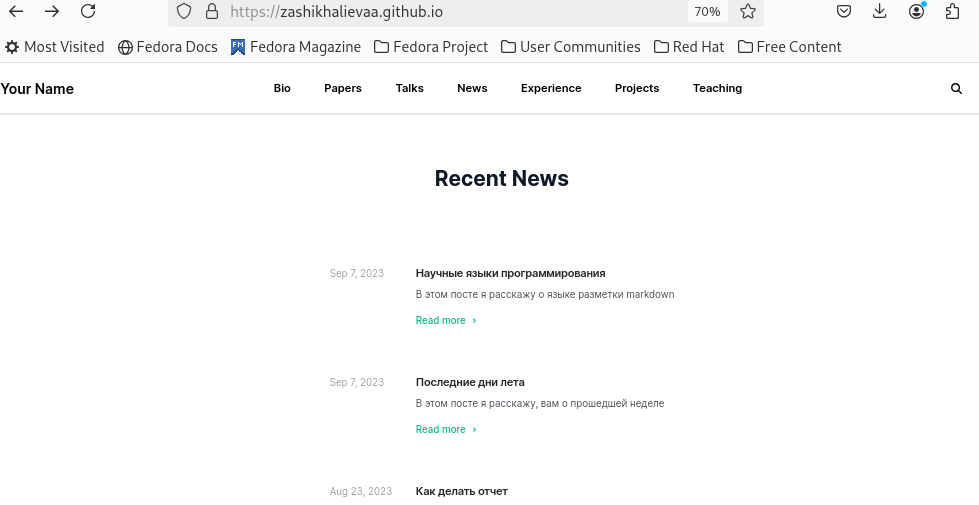 https://zashikhalievaa.github.io 70%
Most Visited Fedora Docs FM Fedora Magazine Fedora Project User Communities Red Hat Free Content
Your Name Bio Papers Talks News Experience Projects Teaching
Recent News
Sep 7, 2023 Научные языки программирования
В этом посте я расскажу о языке разметки markdown
Read more ›
Sep 7, 2023 Последние дни лета
В этом посте я расскажу, вам о прошедшей неделе
Read more ›
Aug 23, 2023 Как делать отчет